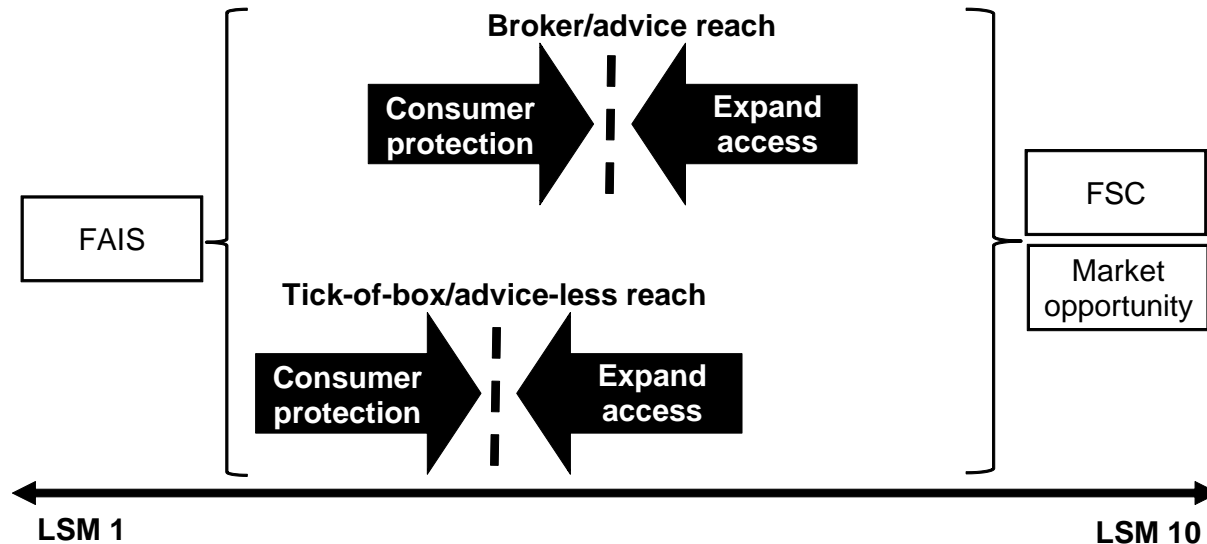 Broker/advice reach
Consumer
protection
Expand
access
FAIS
FSC
Market
opportunity
Tick-of-box/advice-less reach
Consumer
protection
Expand
access
LSM 1
LSM 10